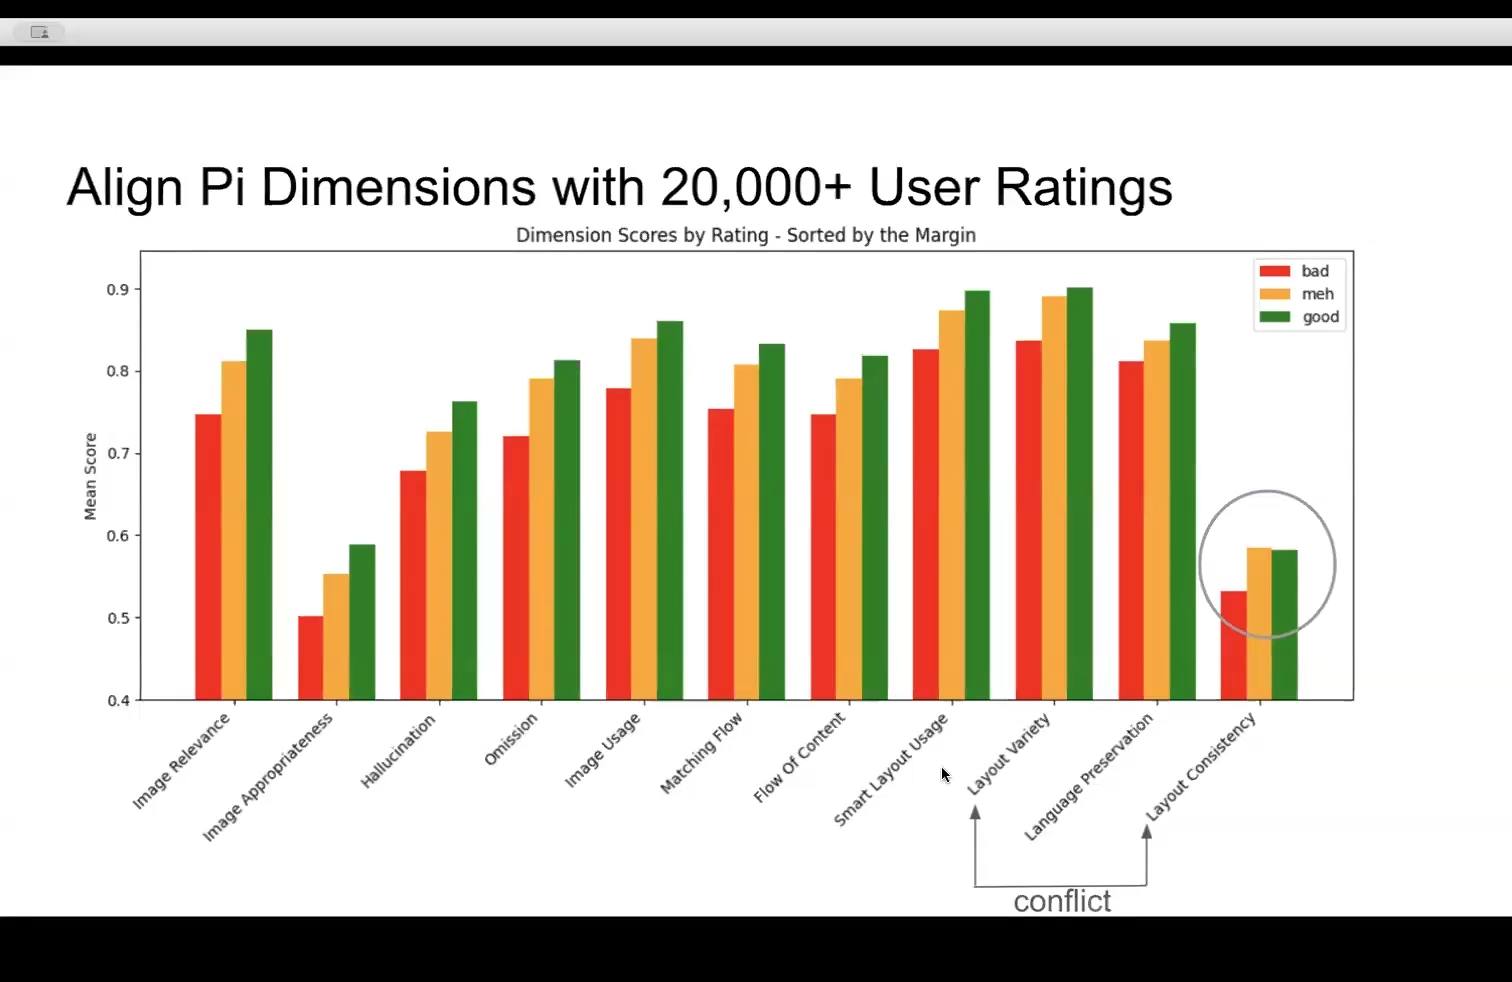 Align Pi Dimensions with 20,000+ User Ratings
Dimension Scores by Rating - Sorted by the Margin
bad
meh
good
Mean Score
0.9
0.8
0.7
0.6
0.5
0.4
Image Relevance
Image Appropriateness
Hallucination
Omission
Image Usage
Matching Flow
Flow Of Content
Smart Layout Usage
Layout Variety
Language Preservation
Layout Consistency
conflict